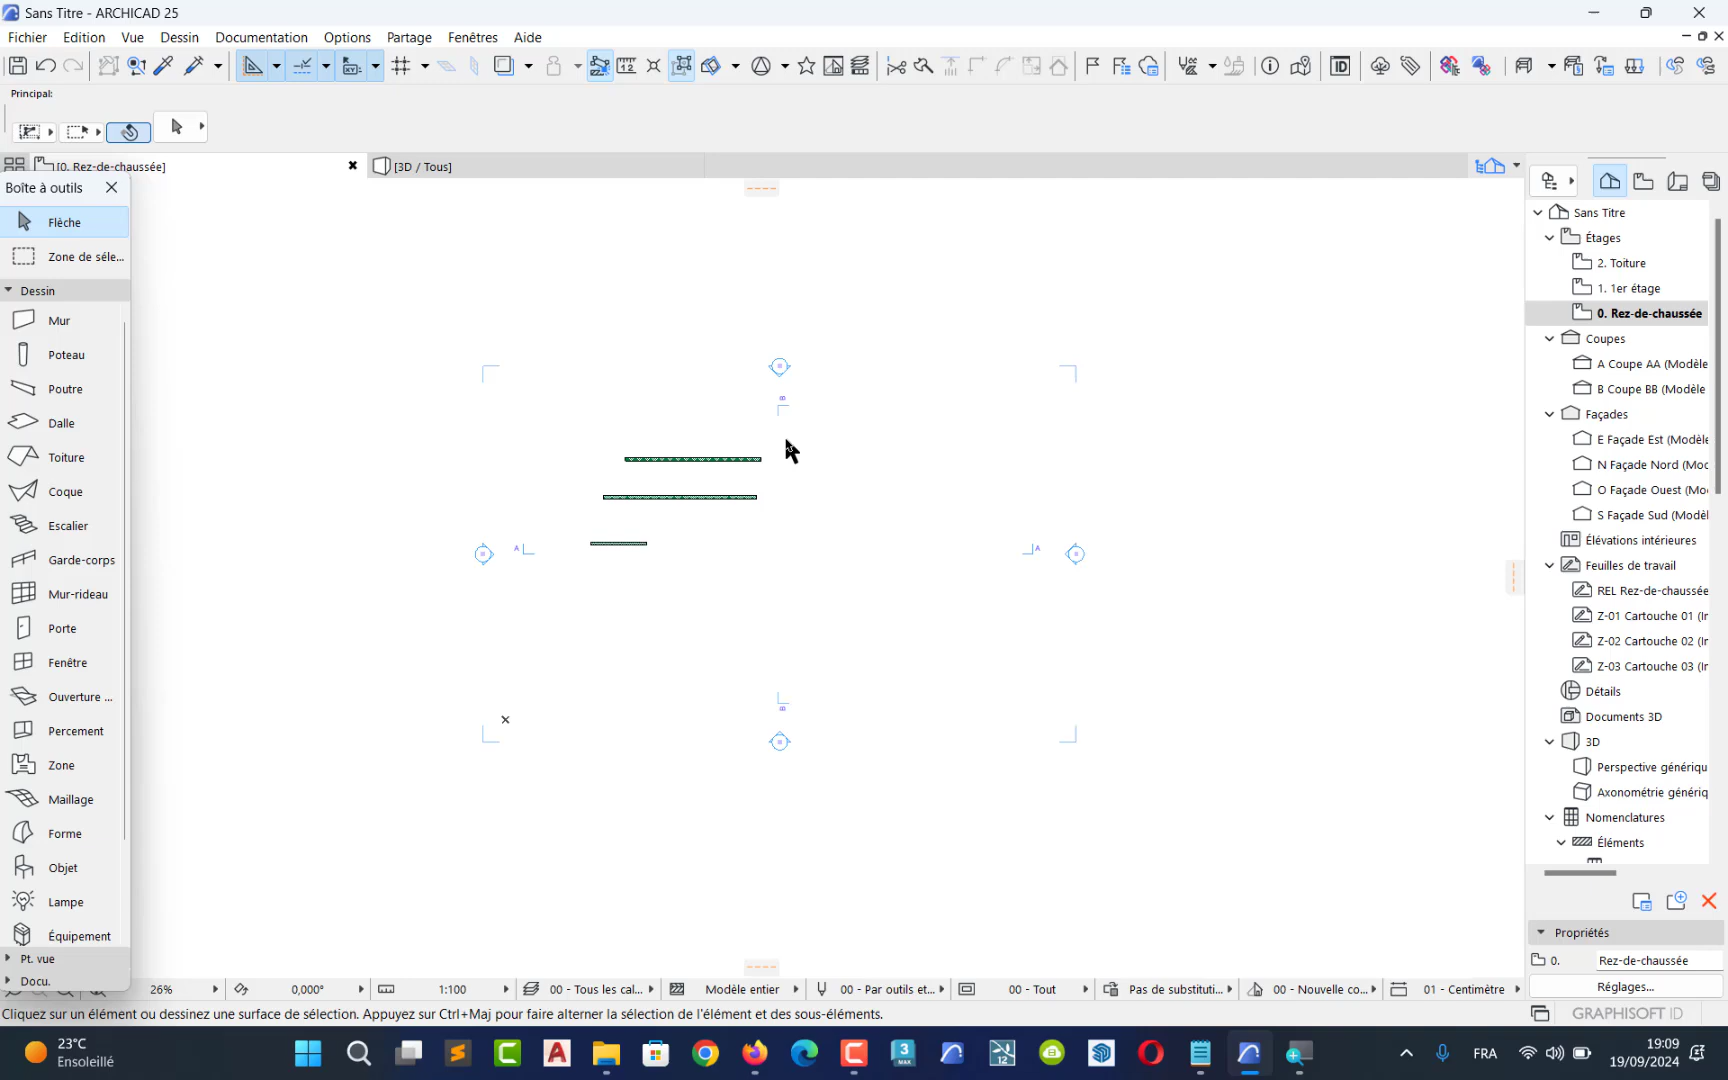 Sans Titre - ARCHICAD 25
Fichier Edition Vue Dessin Documentation Options Partage Fenêtres Aide
Principal:
[0. Rez-de-chaussée]
[3D / Tous]
Boîte à outils
Flèche
Zone de séle...
Dessin
Mur
Poteau
Poutre
Dalle
Toiture
Coque
Escalier
Garde-corps
Mur-rideau
Porte
Fenêtre
Ouverture ...
Percement
Zone
Maillage
Forme
Objet
Lampe
Équipement
Pt. vue
Docu.
B
A
A
B
Sans Titre
Étages
2. Toiture
1. 1er étage
0. Rez-de-chaussée
Coupes
A Coupe AA (Modèle
B Coupe BB (Modèle
Façades
E Façade Est (Modèle
N Façade Nord (Moc
O Façade Ouest (Mo
S Façade Sud (Modèl
Élévations intérieures
Feuilles de travail
REL Rez-de-chaussée
Z-01 Cartouche 01 (Ir
Z-02 Cartouche 02 (Ir
Z-03 Cartouche 03 (Ir
Détails
Documents 3D
3D
Perspective génériqu
Axonométrie génériq
Nomenclatures
Éléments
Propriétés
0. Rez-de-chaussée
Réglages...
26% 0,000° 1:100 00 - Tous les cal... Modèle entier 00 - Par outils et... 00 - Tout Pas de substituti... 00 - Nouvelle co... 01 - Centimètre
Cliquez sur un élément ou dessinez une surface de sélection. Appuyez sur Ctrl+Maj pour faire alterner la sélection de l'élément et des sous-éléments.
GRAPHISOFT ID
23°C
Ensoleillé
FRA
19:09
19/09/2024